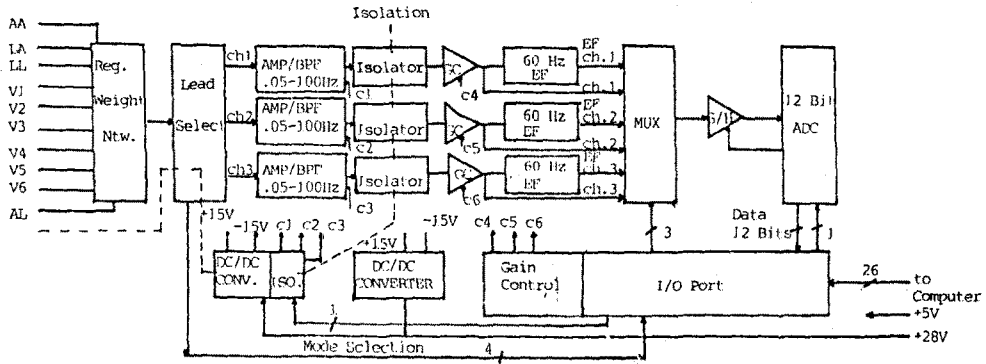 Isolation
AA
LA
LL
V1
V2
V3
V4
V5
V6
AL
Reg.
Weight
Ntw.
Lead
Select
ch1
AMP/BPF
.05-100Hz
c1
Isolator
GC
c4
60 Hz
EF
EF
ch.1
ch.1
ch2
AMP/BPF
.05-100Hz
c2
Isolator
GC
c5
60 Hz
EF
EF
ch.2
ch.2
ch3
AMP/BPF
.05-100Hz
c3
Isolator
GC
c6
60 Hz
EF
EF
ch.3
ch.3
MUX
S/H
12 Bit
ADC
+15V
-15V
c1
c2
c3
DC/DC
CONV.
ISO.
+15V
-15V
DC/DC
CONVERTER
c4
c5
c6
Gain
Control
3
Data
12 Bits
1
I/O Port
26
to
Computer
+5V
+28V
3
Mode Selection
4